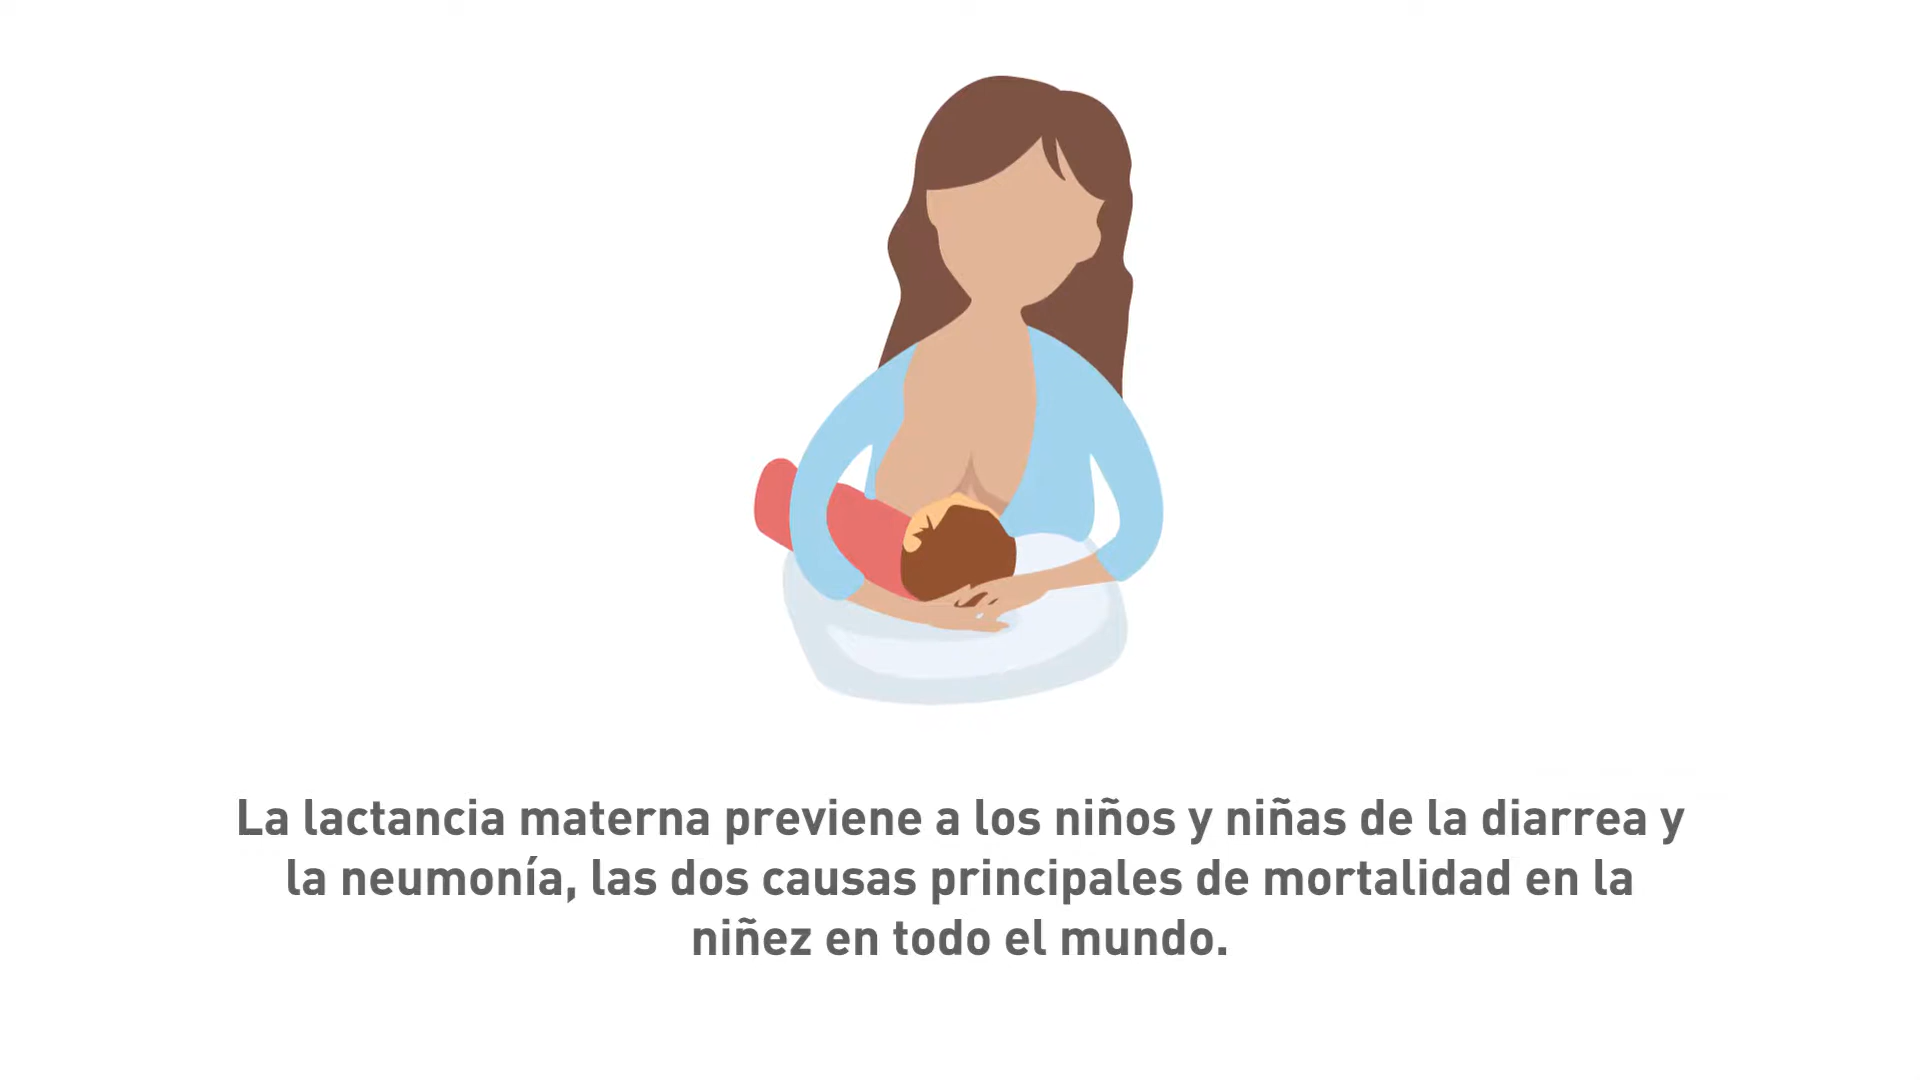 La lactancia materna previene a los niños y niñas de la diarrea y
la neumonía, las dos causas principales de mortalidad en la
niñez en todo el mundo.